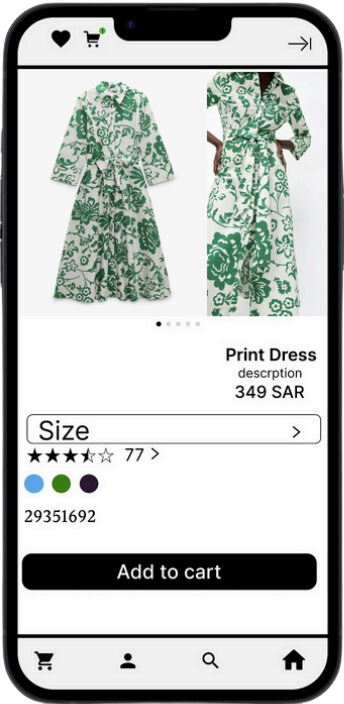 Print Dress
descrption
349 SAR
Size
77
29351692
Add to cart